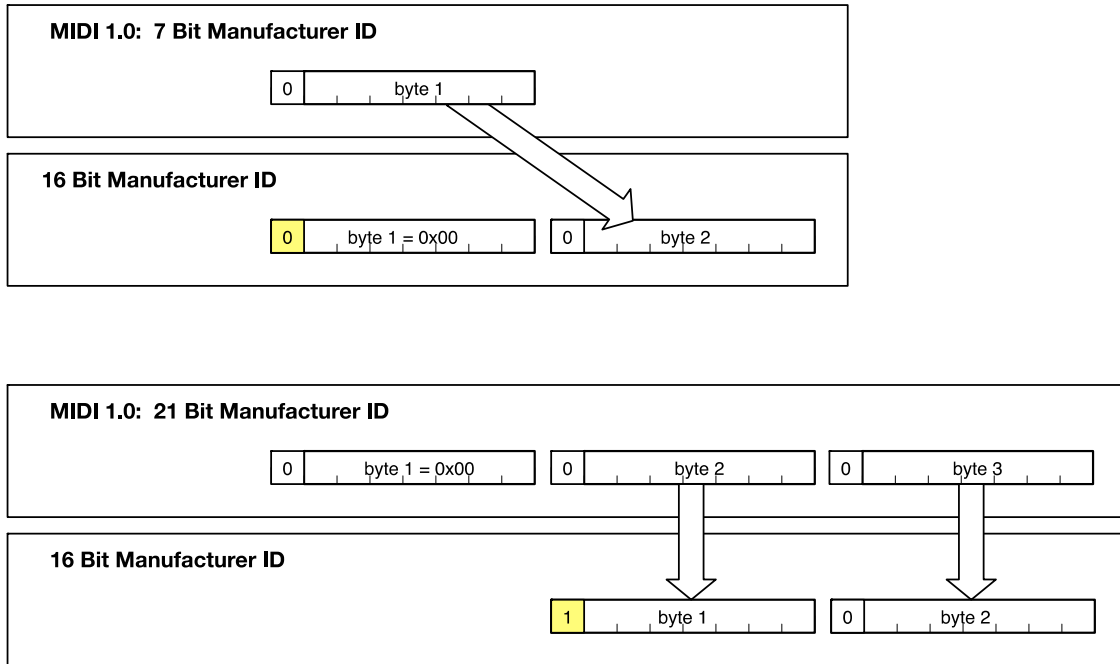 MIDI 1.0:  7 Bit Manufacturer ID
0 byte 1
16 Bit Manufacturer ID
0 byte 1 = 0x00 0 byte 2
MIDI 1.0:  21 Bit Manufacturer ID
0 byte 1 = 0x00 0 byte 2 0 byte 3
16 Bit Manufacturer ID
1 byte 1 0 byte 2